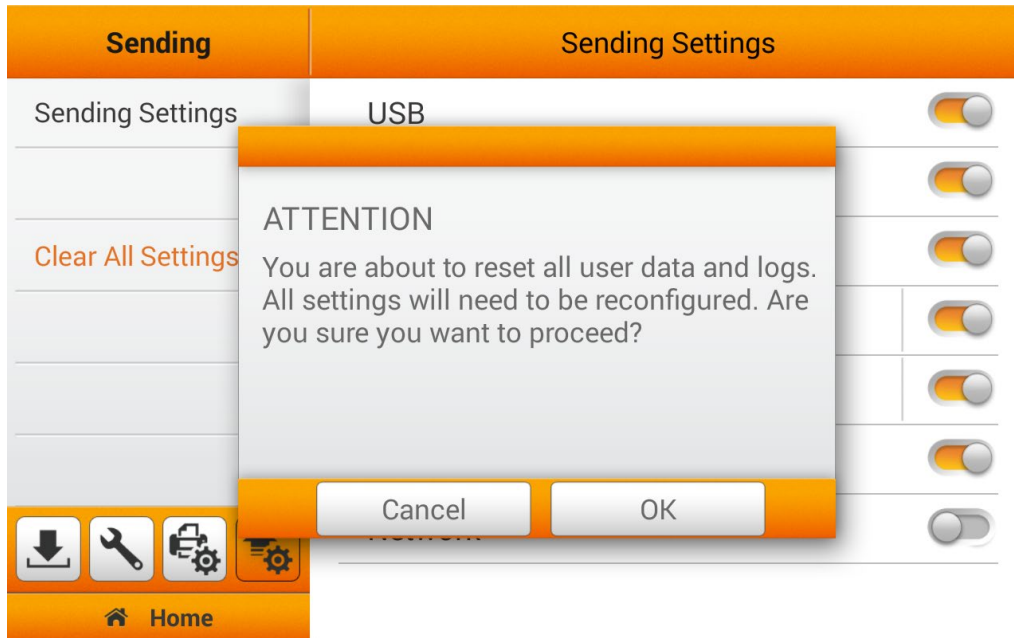 Sending
Sending Settings
Sending Settings
USB
Clear All Settings
ATTENTION
You are about to reset all user data and logs.
All settings will need to be reconfigured. Are
you sure you want to proceed?
Cancel
OK
Home